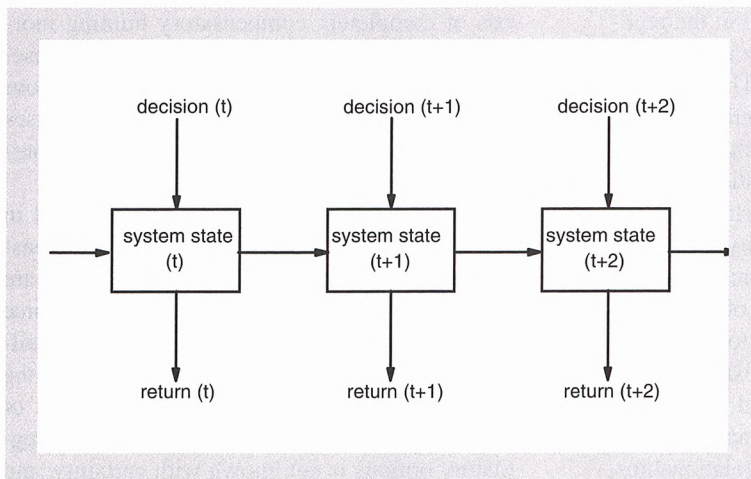 decision (t) decision (t+1) decision (t+2)
system state system state system state
(t) (t+1) (t+2)
return (t) return (t+1) return (t+2)